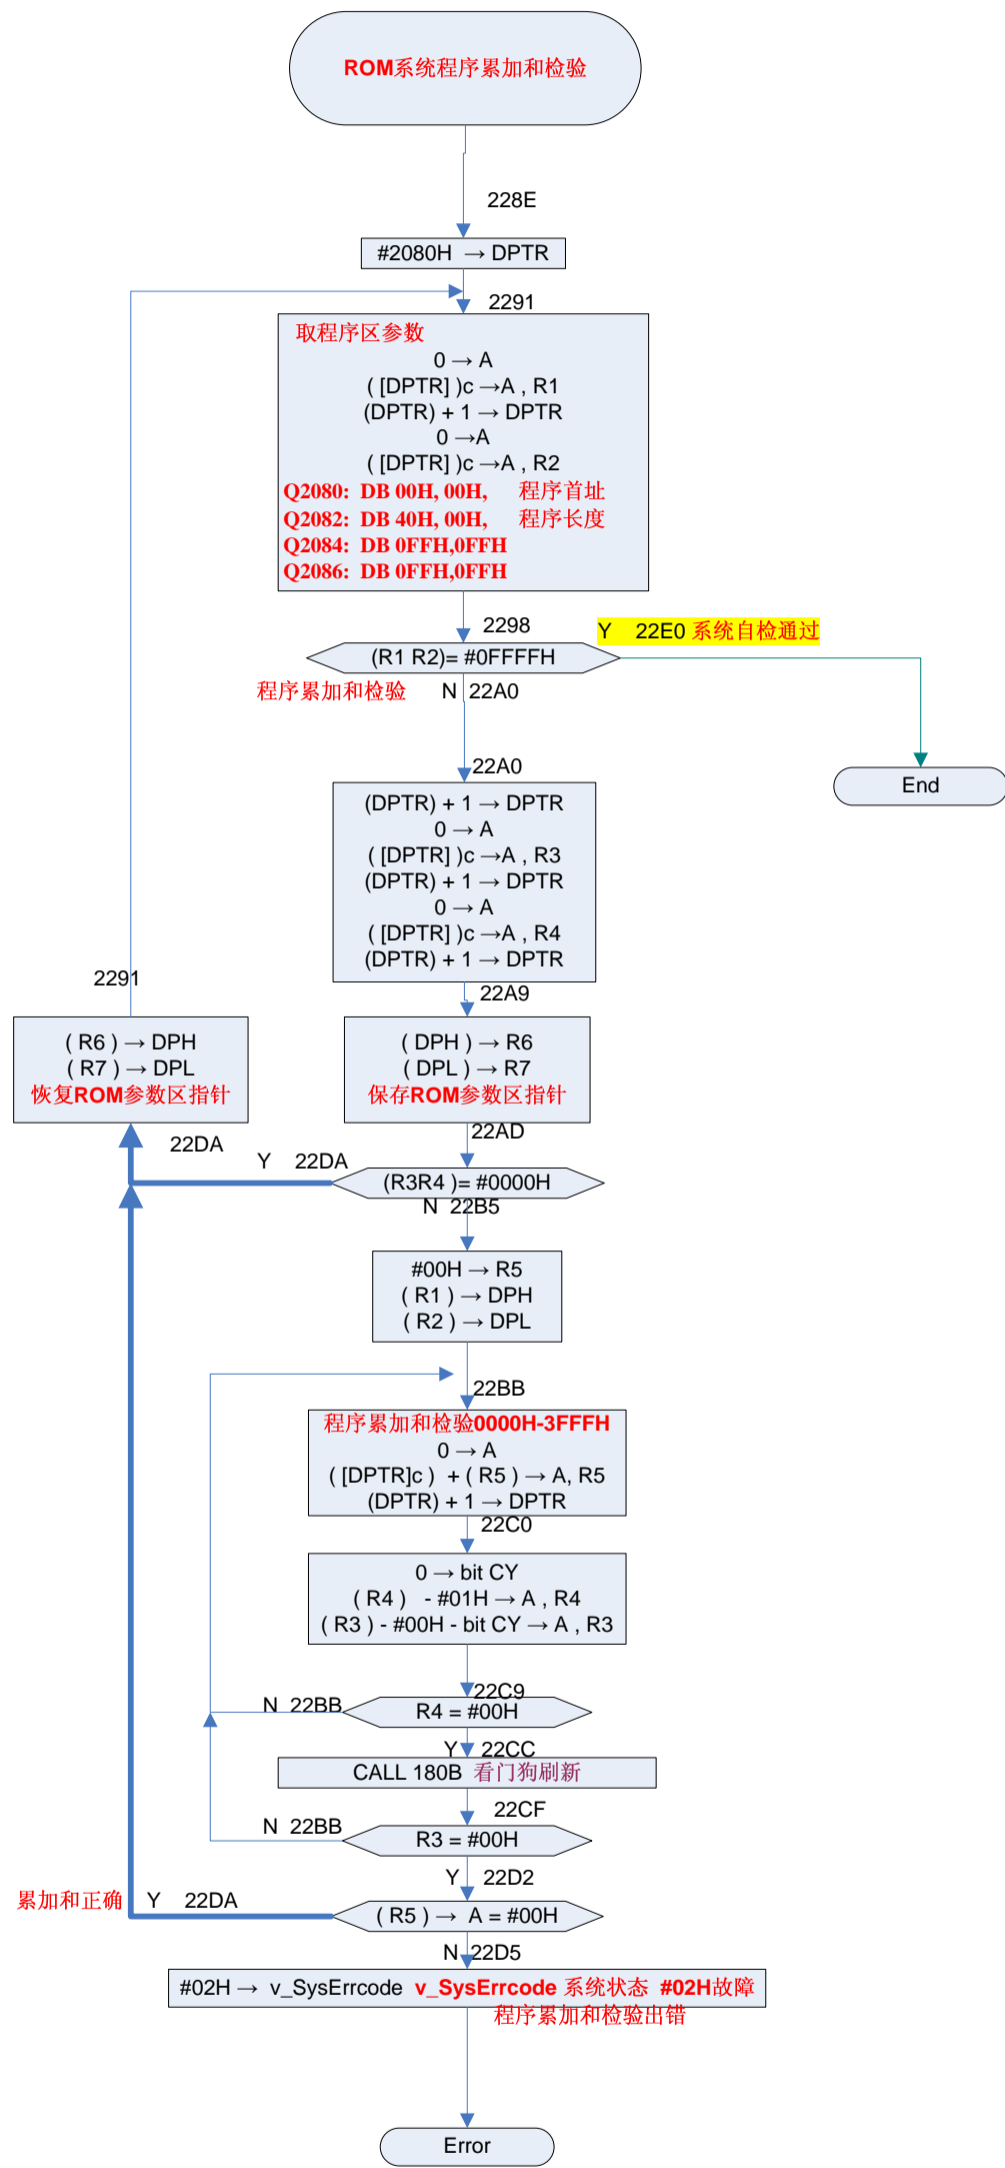 ROM系统程序累加和检验
228E
#2080H → DPTR
2291
取程序区参数
0 → A
( [DPTR] )c →A , R1
(DPTR) + 1 → DPTR
0 →A
( [DPTR] )c →A , R2
Q2080: DB 00H, 00H, 程序首址
Q2082: DB 40H, 00H, 程序长度
Q2084: DB 0FFH,0FFH
Q2086: DB 0FFH,0FFH
2298
Y 22E0 系统自检通过
(R1 R2)= #0FFFFH
程序累加和检验 N 22A0
22A0
End
(DPTR) + 1 → DPTR
0 → A
( [DPTR] )c →A , R3
(DPTR) + 1 → DPTR
0 → A
( [DPTR] )c →A , R4
(DPTR) + 1 → DPTR
2291
22A9
( R6 ) → DPH
( R7 ) → DPL
恢复ROM参数区指针
( DPH ) → R6
( DPL ) → R7
保存ROM参数区指针
22AD
22DA
Y 22DA
(R3R4 )= #0000H
N 22B5
#00H → R5
( R1 ) → DPH
( R2 ) → DPL
22BB
程序累加和检验0000H-3FFFH
0 → A
( [DPTR]c ) + ( R5 ) → A, R5
(DPTR) + 1 → DPTR
22C0
0 → bit CY
( R4 ) - #01H → A , R4
( R3 ) - #00H - bit CY → A , R3
22C9
N 22BB
R4 = #00H
Y 22CC
CALL 180B 看门狗刷新
22CF
N 22BB
R3 = #00H
Y 22D2
累加和正确 Y 22DA
( R5 ) → A = #00H
N 22D5
#02H → v_SysErrcode v_SysErrcode 系统状态 #02H故障
程序累加和检验出错
Error